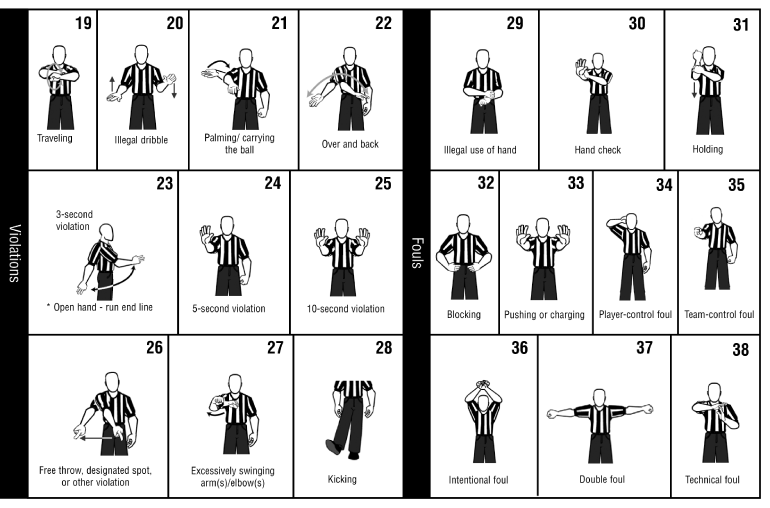 Violations
19
Traveling
20
Illegal dribble
21
Palming/ carrying
the ball
22
Over and back
23
3-second
violation
* Open hand - run end line
24
5-second violation
25
10-second violation
26
Free throw, designated spot,
or other violation
27
Excessively swinging
arm(s)/elbow(s)
28
Kicking
Fouls
29
Illegal use of hand
30
Hand check
31
Holding
32
Blocking
33
Pushing or charging
34
Player-control foul
35
Team-control foul
36
Intentional foul
37
Double foul
38
Technical foul